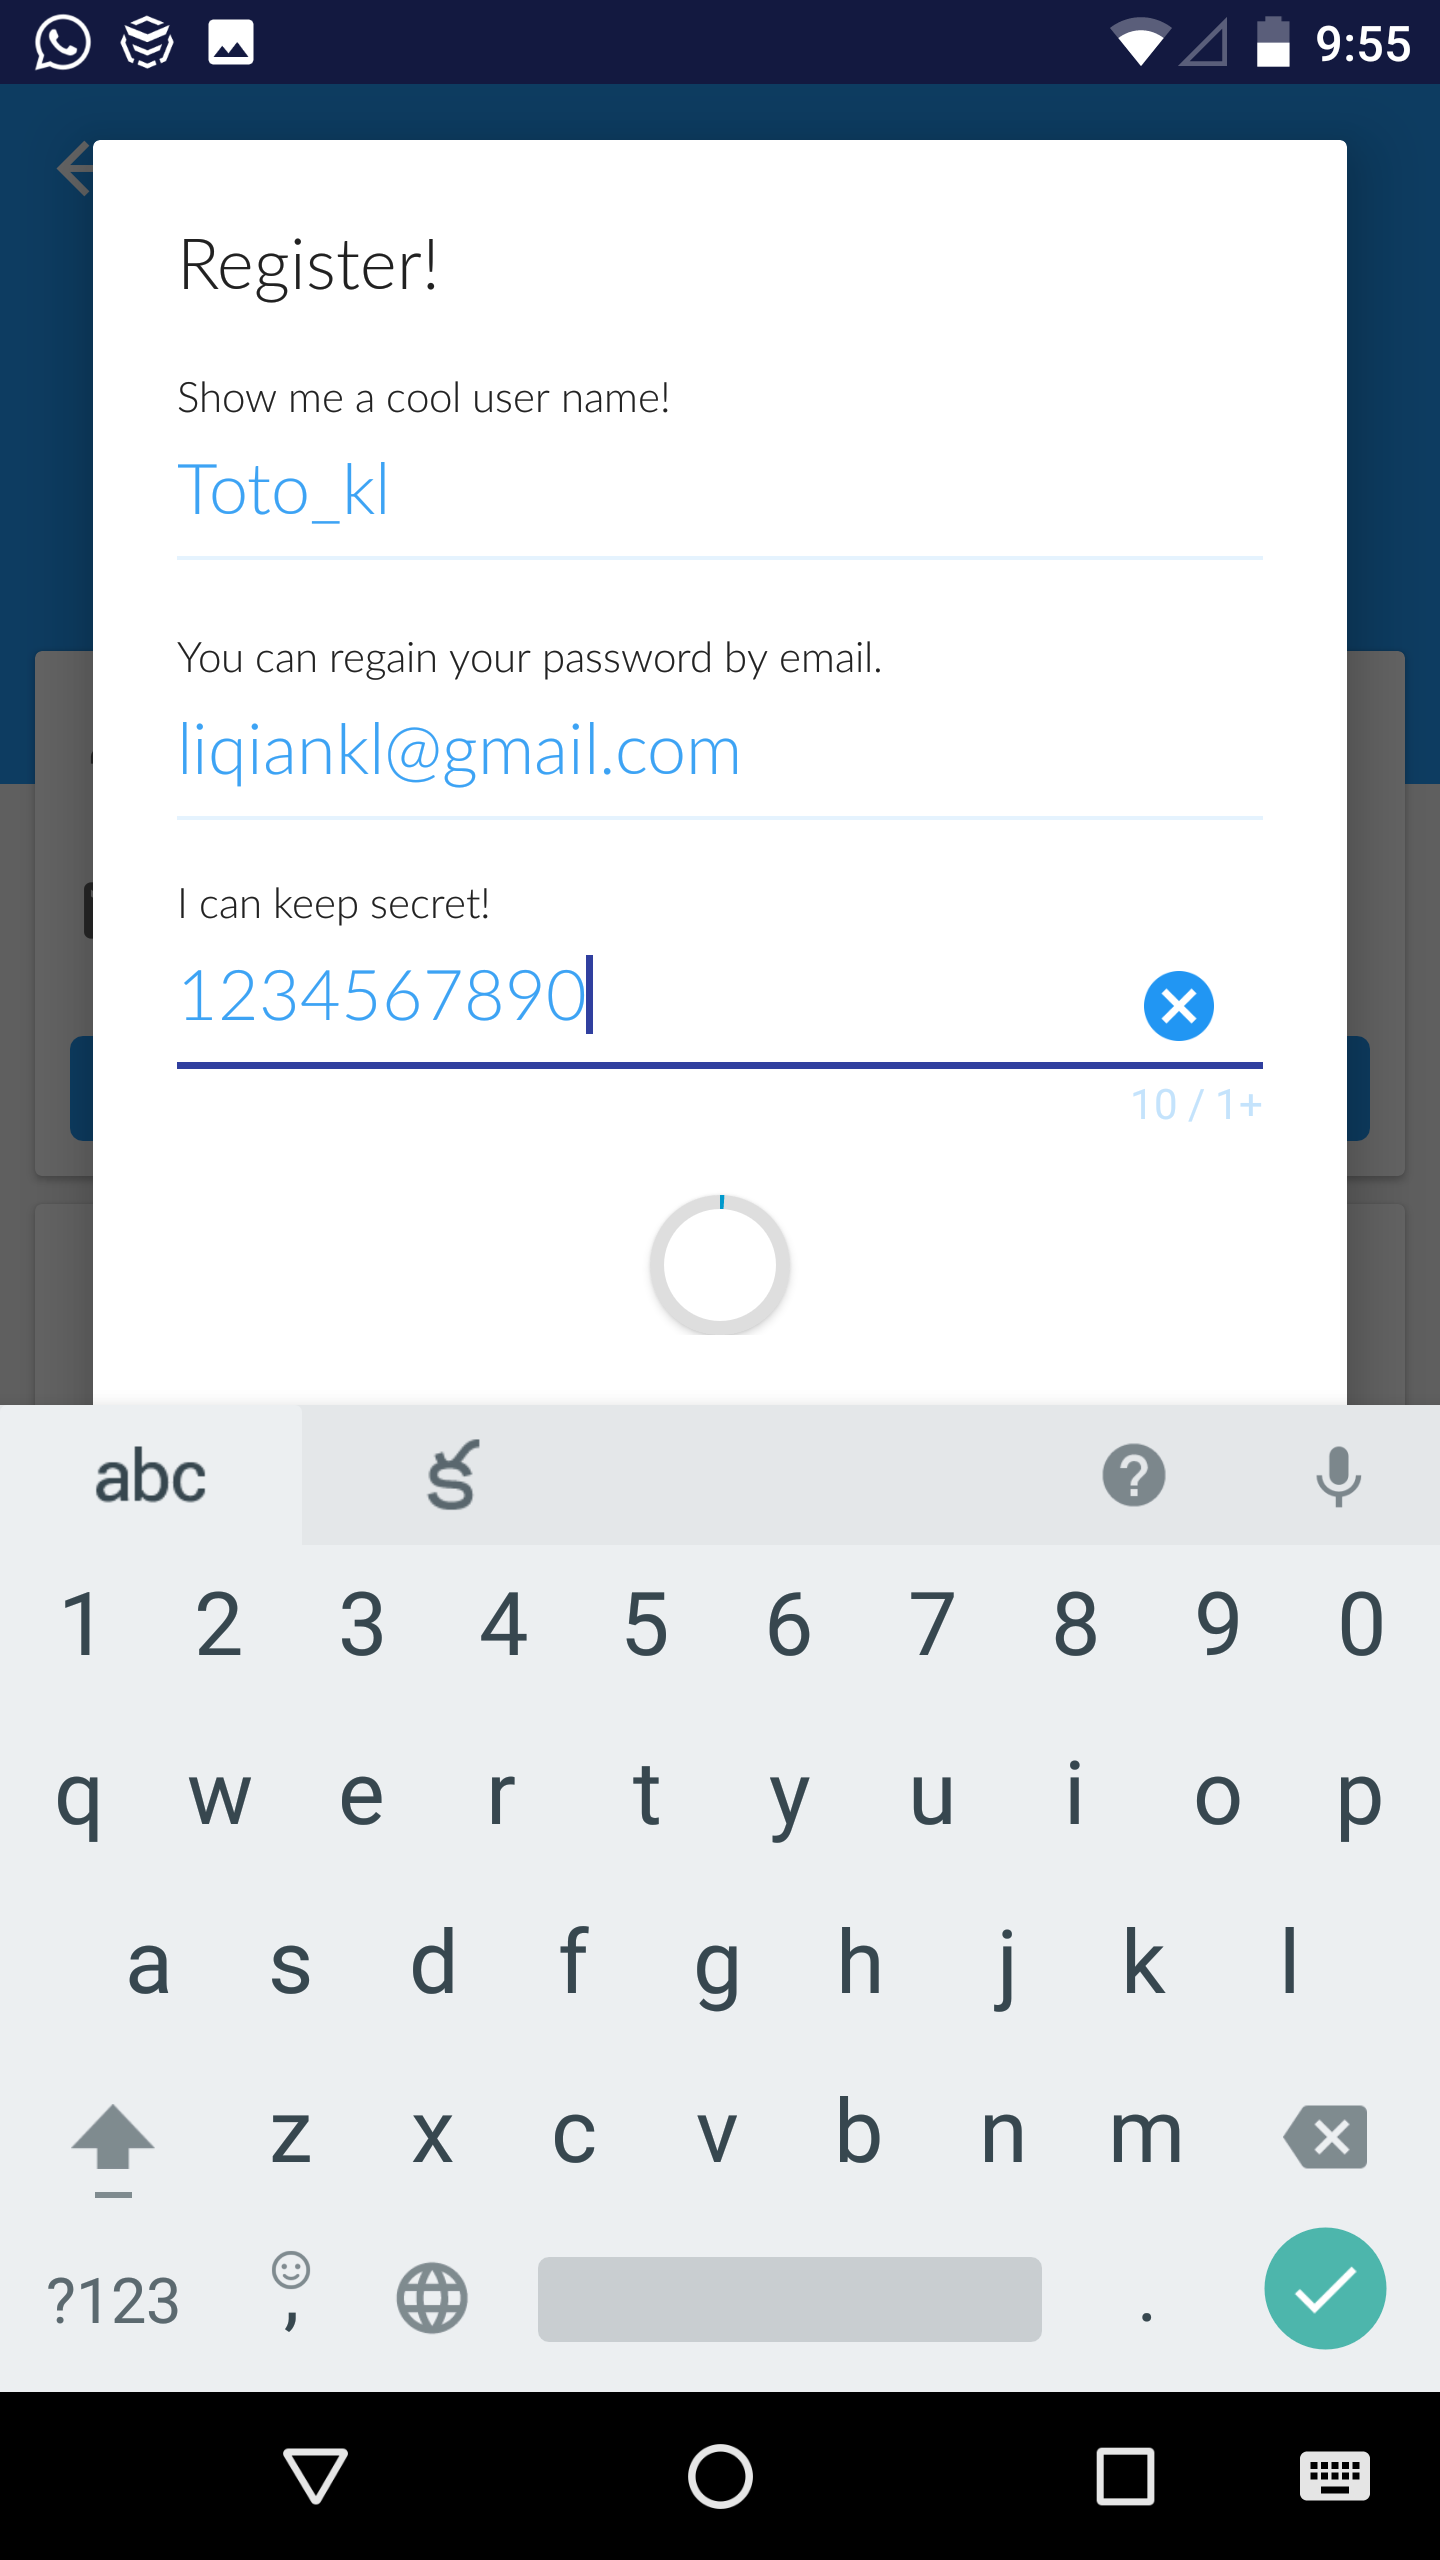 9:55
Register!
Show me a cool user name!
Toto_kl
You can regain your password by email.
liqiankl@gmail.com
I can keep secret!
1234567890
10 / 1+
abc క
1 2 3 4 5 6 7 8 9 0
q w e r t y u i o p
a s d f g h j k l
z x c v b n m
?123 , .